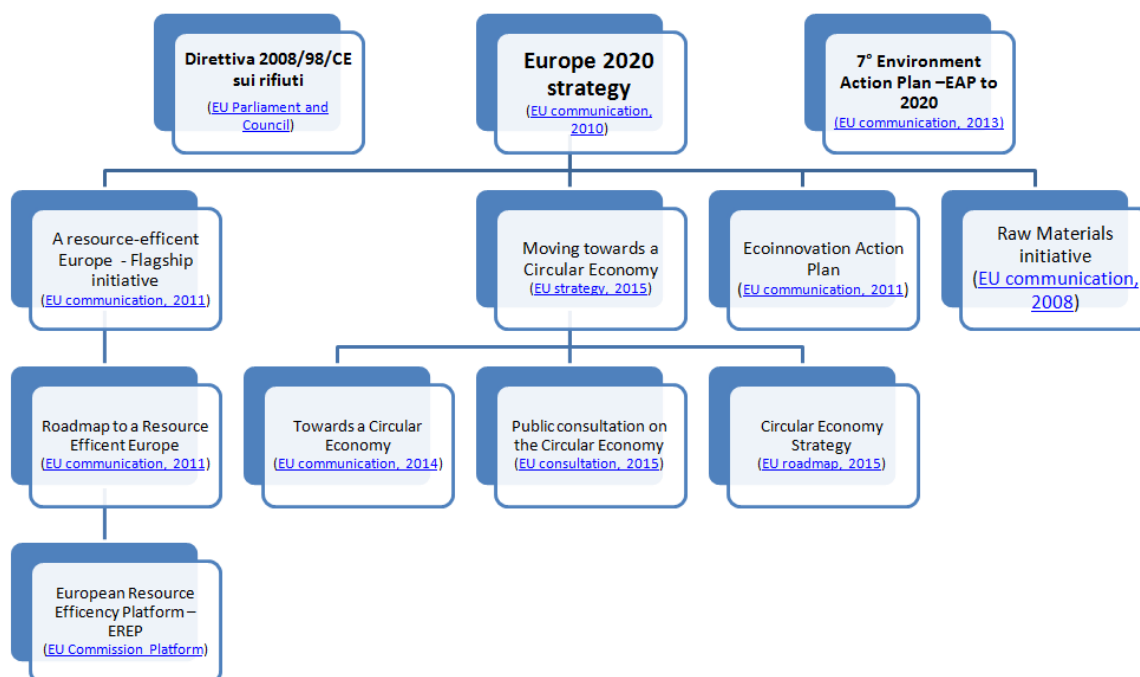 Direttiva 2008/98/CE
sui rifiuti
(EU Parliament and
Council)
Europe 2020
strategy
(EU communication,
2010)
7° Environment
Action Plan –EAP to
2020
(EU communication, 2013)
A resource-efficent
Europe - Flagship
initiative
(EU communication, 2011)
Moving towards a
Circular Economy
(EU strategy, 2015)
Ecoinnovation Action
Plan
(EU communication, 2011)
Raw Materials
initiative
(EU communication,
2008)
Roadmap to a Resource
Efficent Europe
(EU communication, 2011)
Towards a Circular
Economy
(EU communication, 2014)
Public consultation on
the Circular Economy
(EU consultation, 2015)
Circular Economy
Strategy
(EU roadmap, 2015)
European Resource
Efficency Platform –
EREP
(EU Commission Platform)